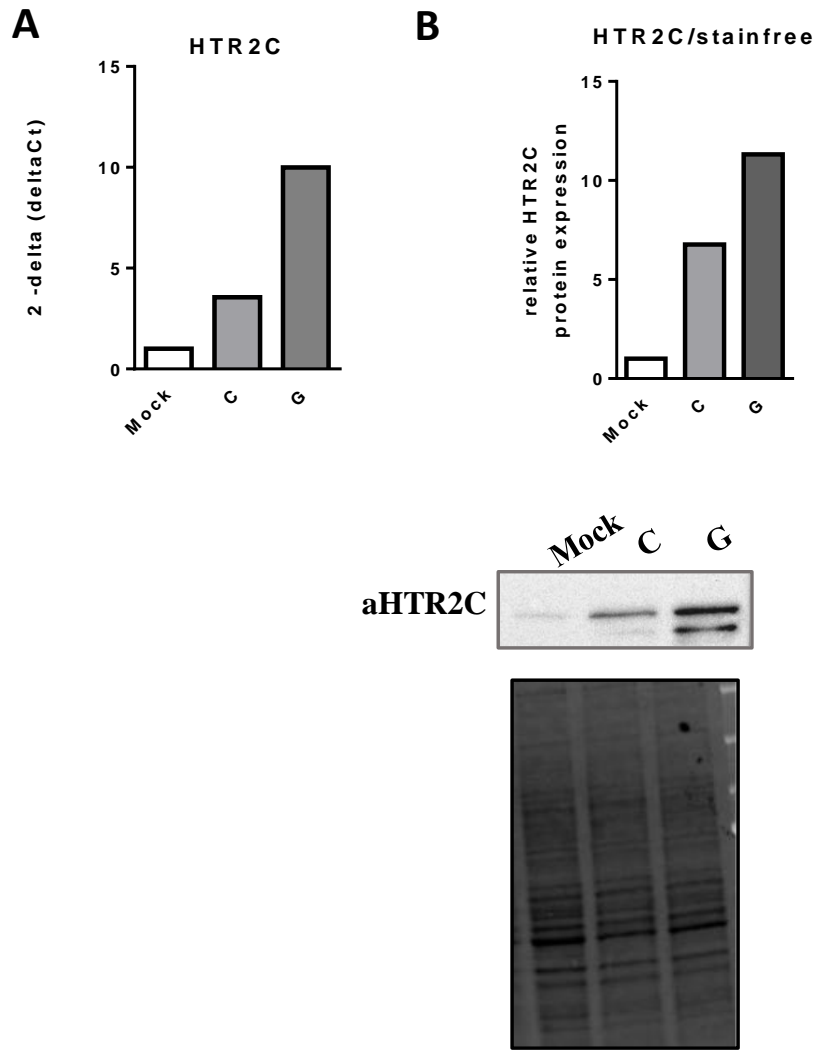 A
HTR2C
15
10
5
0
2 -delta (deltaCt)
Mock
C
G
B
HTR2C/stainfree
15
10
5
0
relative HTR2C
protein expression
Mock
C
G
Mock
C
G
aHTR2C